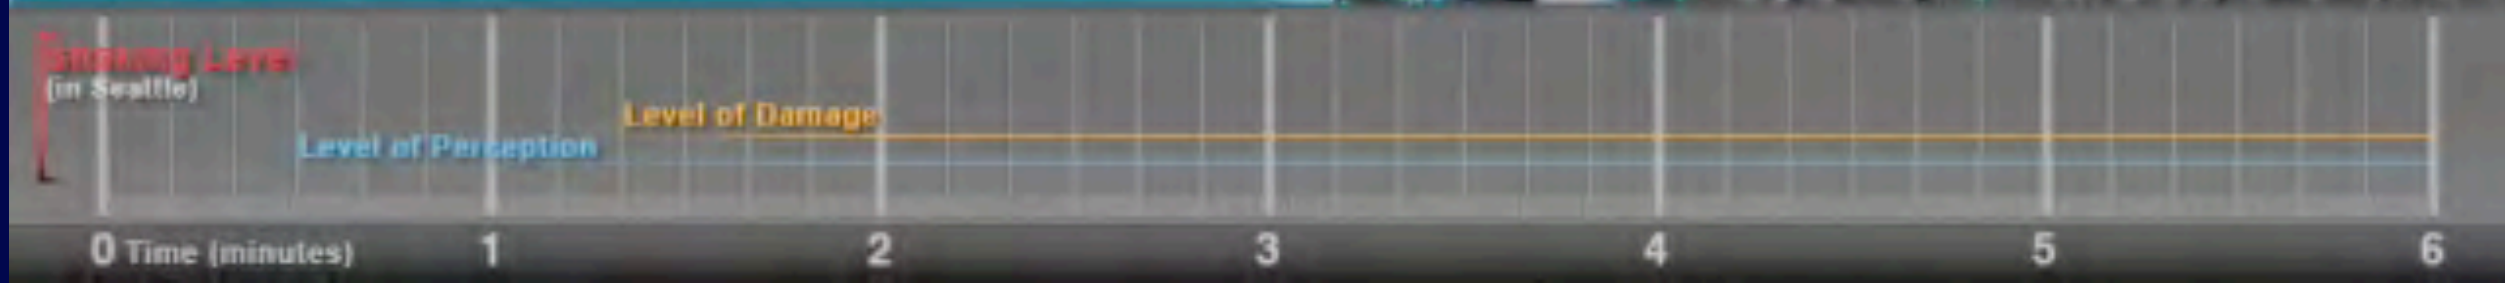 Shaking Level
(in Seattle)
Level of Damage
Level of Perception
0 Time (minutes) 1 2 3 4 5 6